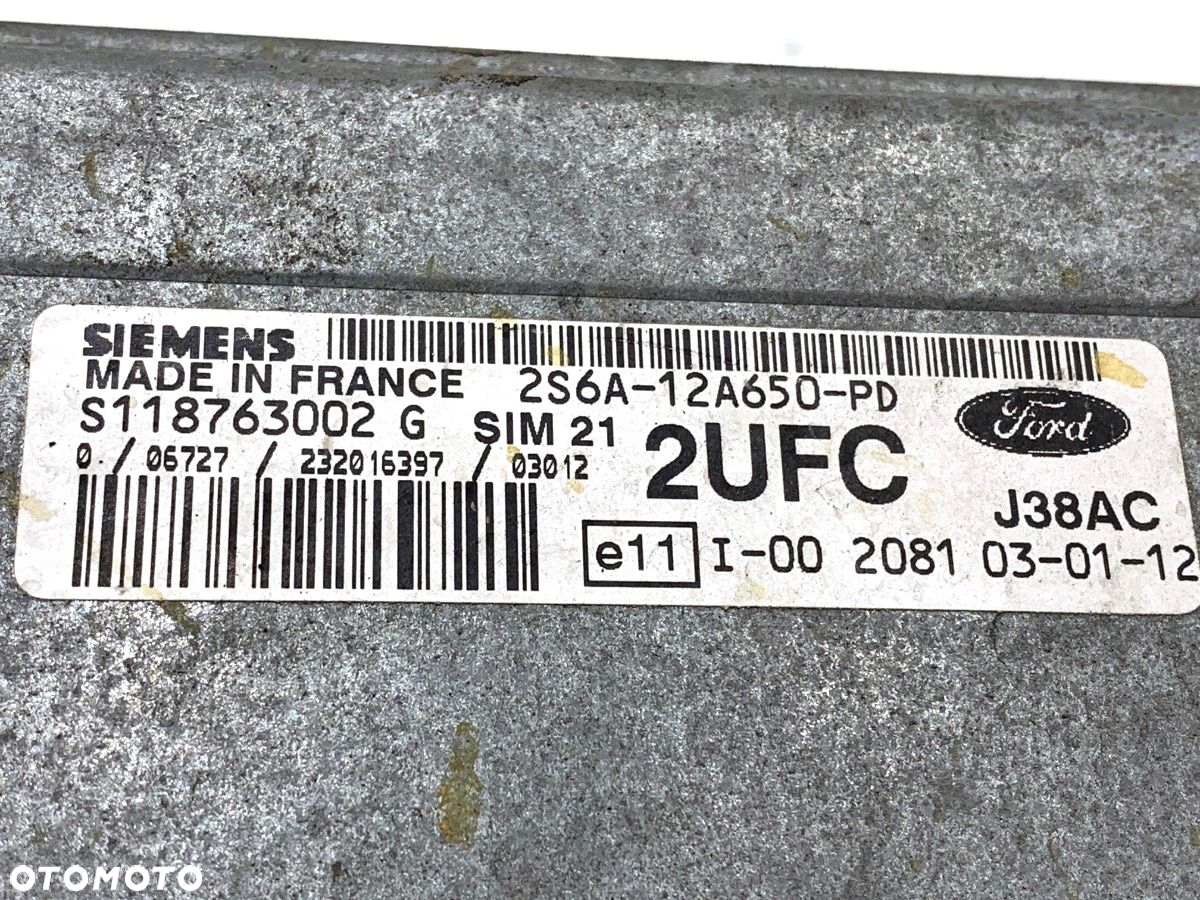 SIEMENS
MADE IN FRANCE 2S6A-12A650-PD
S118763002 G SIM 21 2UFC Ford
0 / 06727 / 232016397 / 03012
J38AC
e11 I-00 2081 03-01-12
OTOMOTO